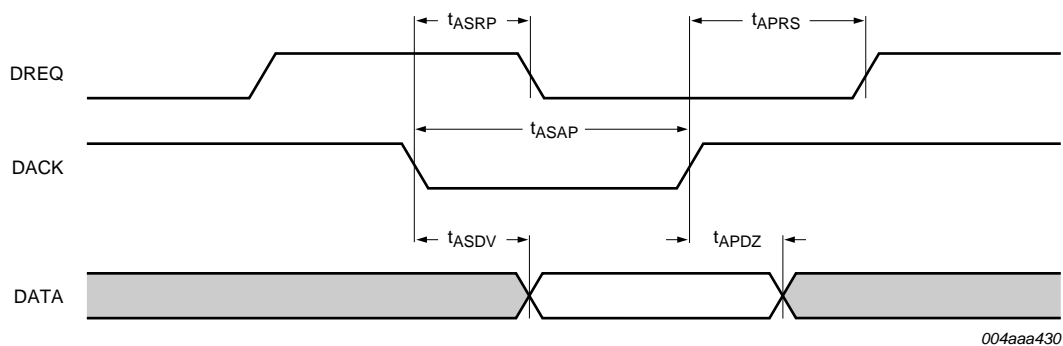 tASRP
tAPRS
DREQ
tASAP
DACK
tASDV
tAPDZ
DATA
004aaa430